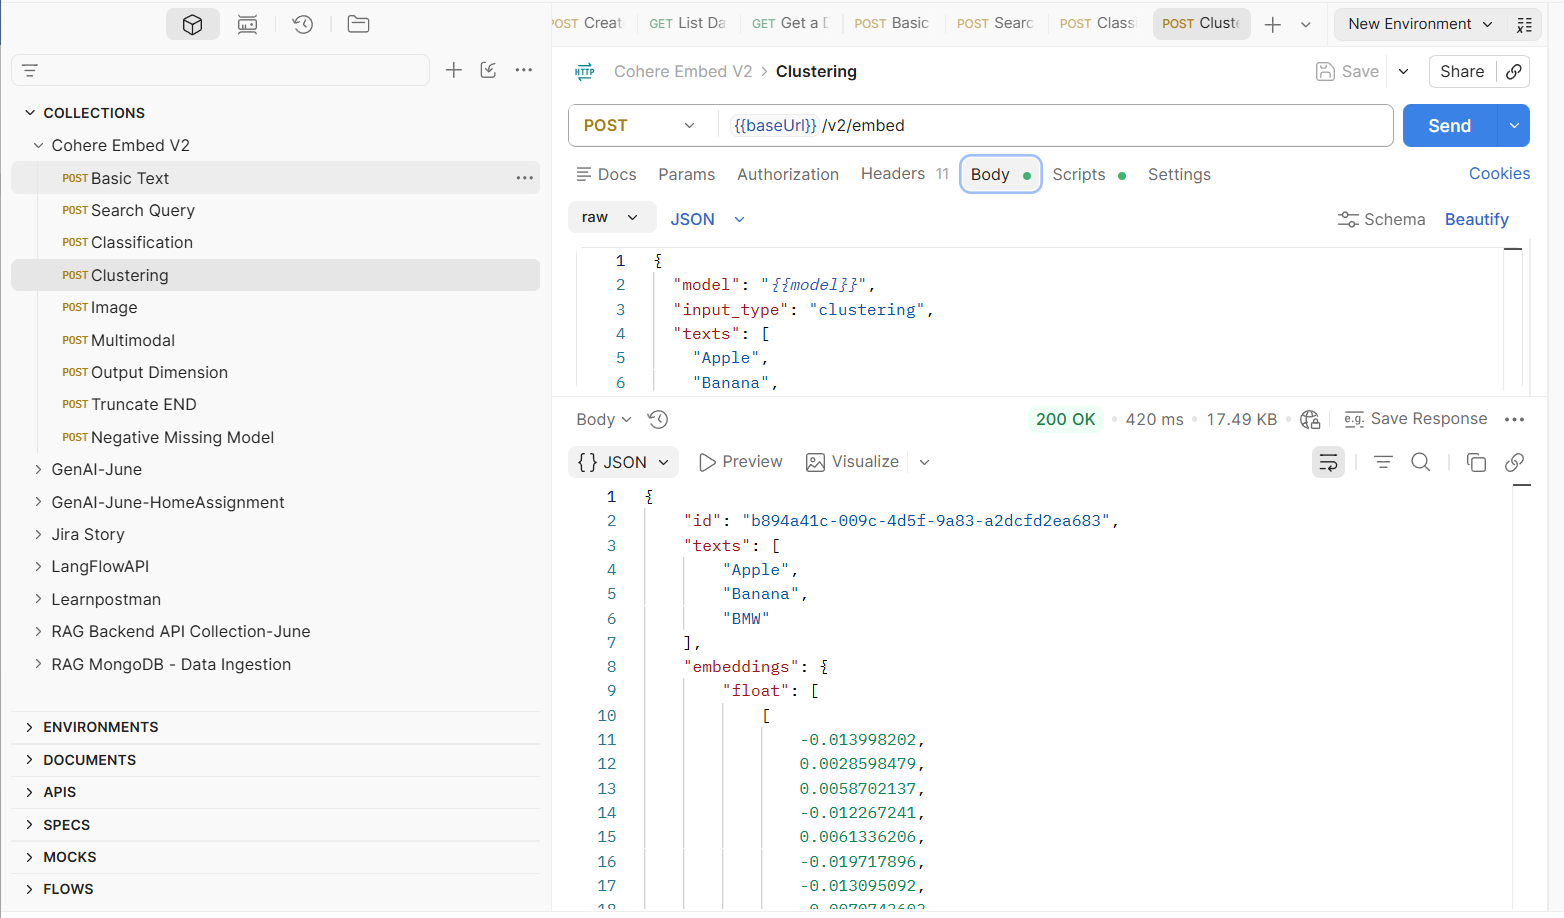 POST Creat GET List Da GET Get a D POST Basic POST Searc POST Classi POST Cluste New Environment
Cohere Embed V2 > Clustering Save Share
COLLECTIONS
Cohere Embed V2
POST Basic Text
POST Search Query
POST Classification
POST Clustering
POST Image
POST Multimodal
POST Output Dimension
POST Truncate END
POST Negative Missing Model
GenAI-June
GenAI-June-HomeAssignment
Jira Story
LangFlowAPI
Learnpostman
RAG Backend API Collection-June
RAG MongoDB - Data Ingestion
ENVIRONMENTS
DOCUMENTS
APIS
SPECS
MOCKS
FLOWS
HTTP
POST {{baseUrl}} /v2/embed Send
Docs Params Authorization Headers 11 Body Scripts Settings Cookies
raw JSON Schema Beautify
1 {
2 "model": "{{model}}",
3 "input_type": "clustering",
4 "texts": [
5 "Apple",
6 "Banana",
Body 200 OK 420 ms 17.49 KB e.g. Save Response
{} JSON Preview Visualize
1 {
2 "id": "b894a41c-009c-4d5f-9a83-a2dcfd2ea683",
3 "texts": [
4 "Apple",
5 "Banana",
6 "BMW"
7 ],
8 "embeddings": {
9 "float": [
10 [
11 -0.013998202,
12 0.0028598479,
13 0.0058702137,
14 -0.012267241,
15 0.0061336206,
16 -0.019717896,
17 -0.013095092,
18